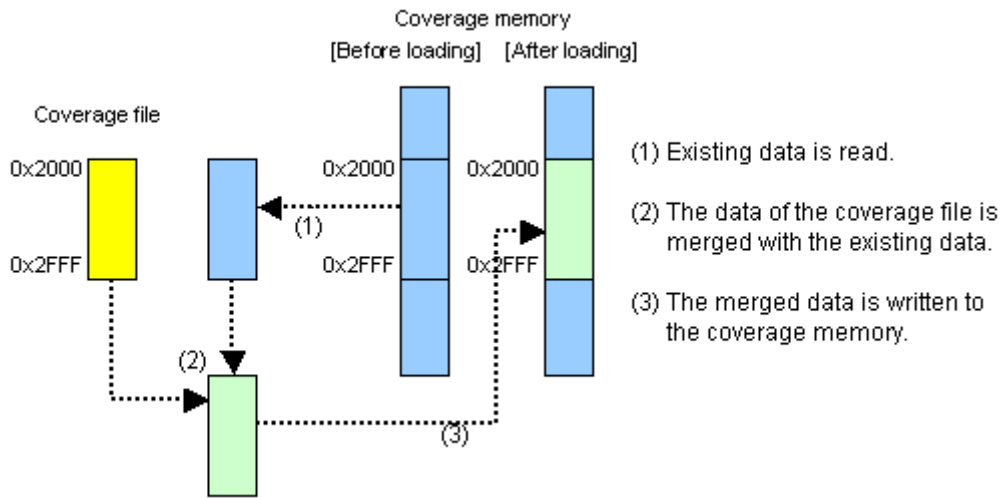 Coverage memory
[Before loading] [After loading]
Coverage file
0x2000 0x2000 0x2000
0x2FFF 0x2FFF 0x2FFF
(1)
(2)
(3)
(1) Existing data is read.
(2) The data of the coverage file is
merged with the existing data.
(3) The merged data is written to
the coverage memory.